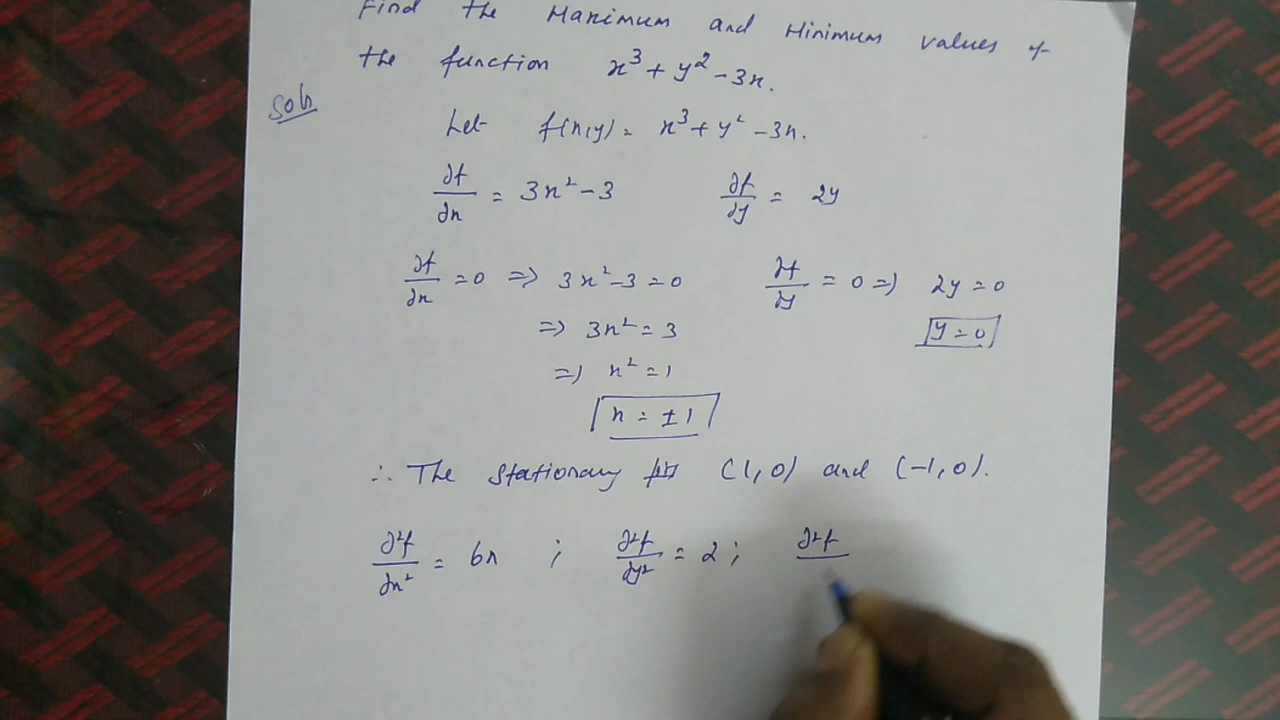 Find the Maximum and Minimum values of
the function x³ + y² - 3x.
Soln
Let f(x,y) = x³ + y² - 3x.
∂f/∂x = 3x² - 3 ∂f/∂y = 2y
∂f/∂x = 0 => 3x² - 3 = 0 ∂f/∂y = 0 => 2y = 0
=> 3x² = 3 y = 0
=> x² = 1
x = ±1
∴ The stationary pts (1,0) and (-1,0).
∂²f/∂x² = 6x ; ∂²f/∂y² = 2 ; ∂²f